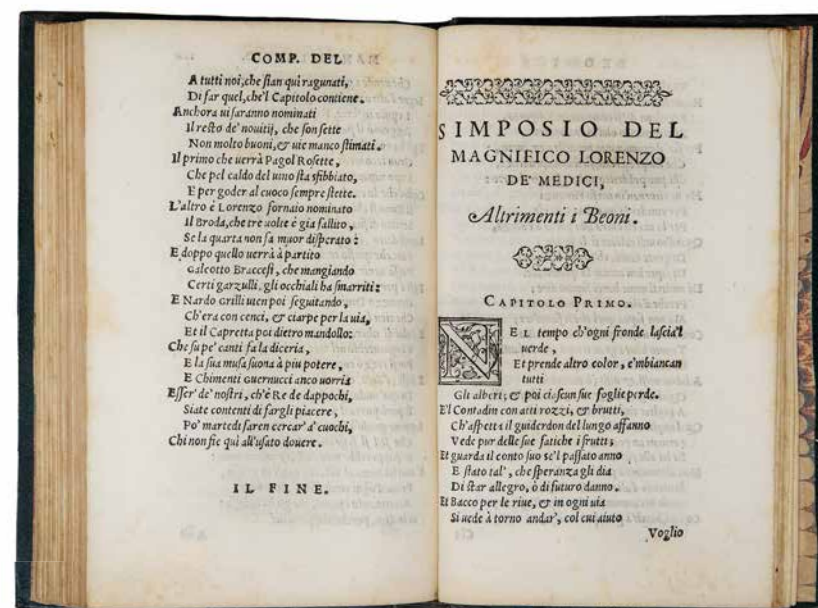 COMP. DEL
A tutti noi, che sian qui ragunati,
Di far quel, che'l Capitolo contiene.
Anchora ui saranno nominati
Il resto de' nouitij, che son sette
Non molto buoni, & uie manco stimati.
Il primo che uerrà Pagol Rosette,
Che pel caldo del uino sta sfibbiato,
E per goder al cuoco sempre stette.
L'altro è Lorenzo fornaio nominato
Il Broda, che tre uolte è gia fallito,
Se la quarta non fa muor disperato:
E doppo quello uerrà à partito
Galeotto Braccesi, che mangiando
Certi garzulli, gli occhiali ha smarriti:
E Nardo Grilli uien poi seguitando,
Ch'era con cenci, & ciarpe per la uia,
Et il Capretta poi dietro mandollo:
Che su pe' canti fa la diceria,
E la sua musa suona à piu potere,
E Chimenti Guernucci anco uorria
Esser' de' nostri, ch'è Re de dappochi,
Siate contenti di fargli piacere,
Po' martedi faren cercar' a' cuochi,
Chi non fie qui all'usato douere.
IL FINE.
SIMPOSIO DEL
MAGNIFICO LORENZO
DE' MEDICI,
Altrimenti i Beoni.
CAPITOLO PRIMO.
NEL tempo ch'ogni fronde lascia'l
uerde,
Et prende altro color, e'mbiancan
tutti
Gli alberi; & poi ciascun sue foglie perde.
E'l Contadin con atti rozzi, & brutti,
Ch'aspetta il guiderdon del lungo affanno
Vede pur delle sue fatiche i frutti;
Et guarda il conto suo se'l passato anno
E stato tal', che speranza gli dia
Di star allegro, ò di futuro danno.
Et Bacco per le riue, & in ogni uia
Si uede à torno andar', col cui aiuto
Voglio